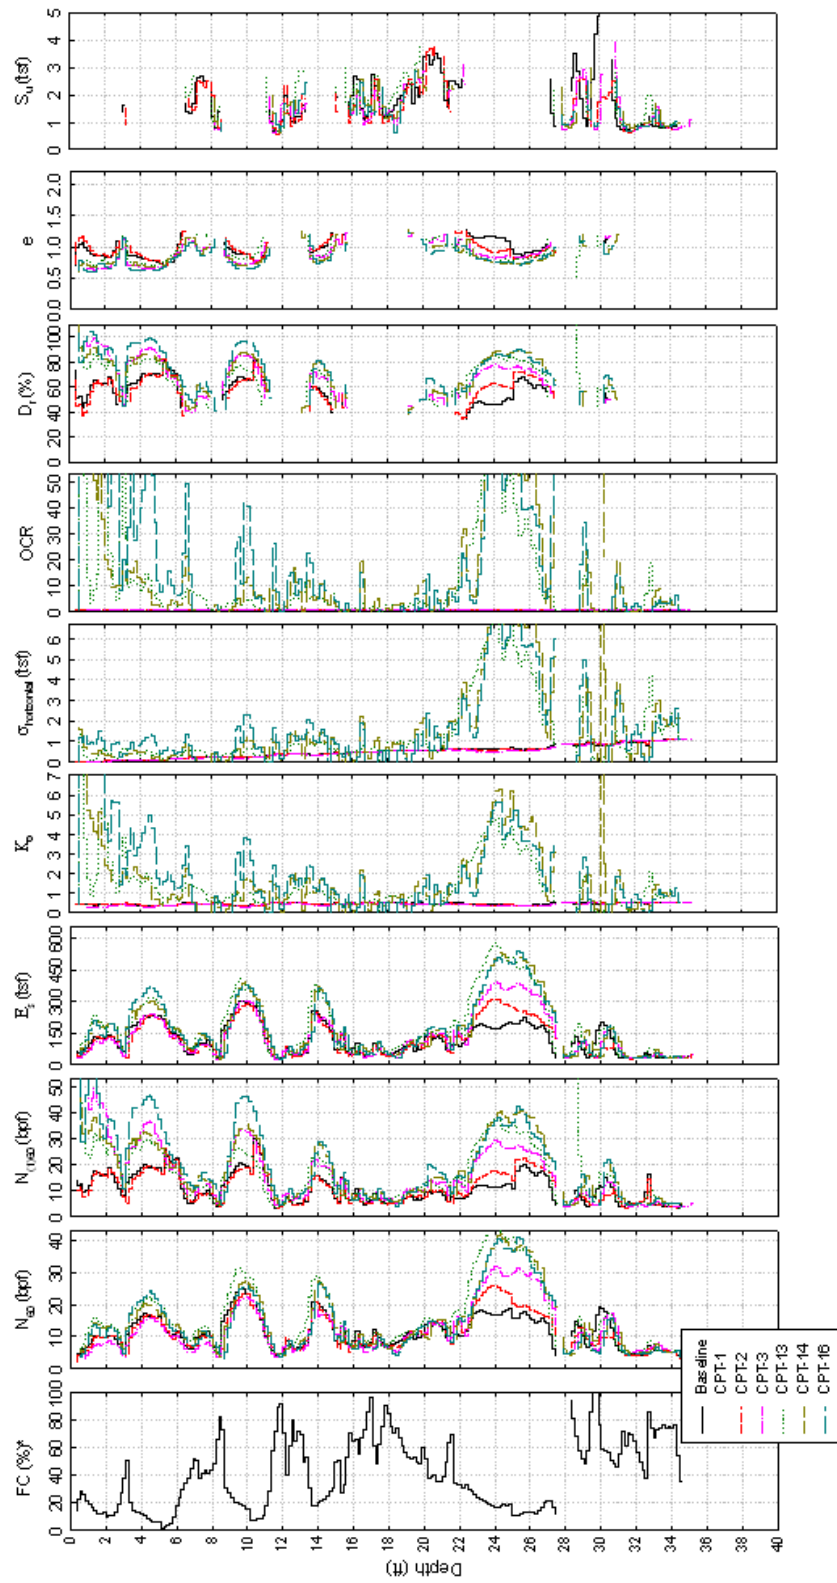 FC (%)*
0 20 40 60 80 100
N60 (bpf)
0 10 20 30 40
N(1)60 (bpf)
0 10 20 30 40 50
Es (tsf)
0 150 300 450 600
Ko
0 1 2 3 4 5 6 7
σhorizontal (tsf)
0 1 2 3 4 5 6
OCR
0 10 20 30 40 50
Dr (%)
0 20 40 60 80 100
e
0.0 0.5 1.0 1.5 2.0
Su (tsf)
0 1 2 3 4 5
Depth (ft)
0
2
4
6
8
10
12
14
16
18
20
22
24
26
28
30
32
34
36
38
40
Baseline
CPT-1
CPT-2
CPT-3
CPT-13
CPT-14
CPT-16